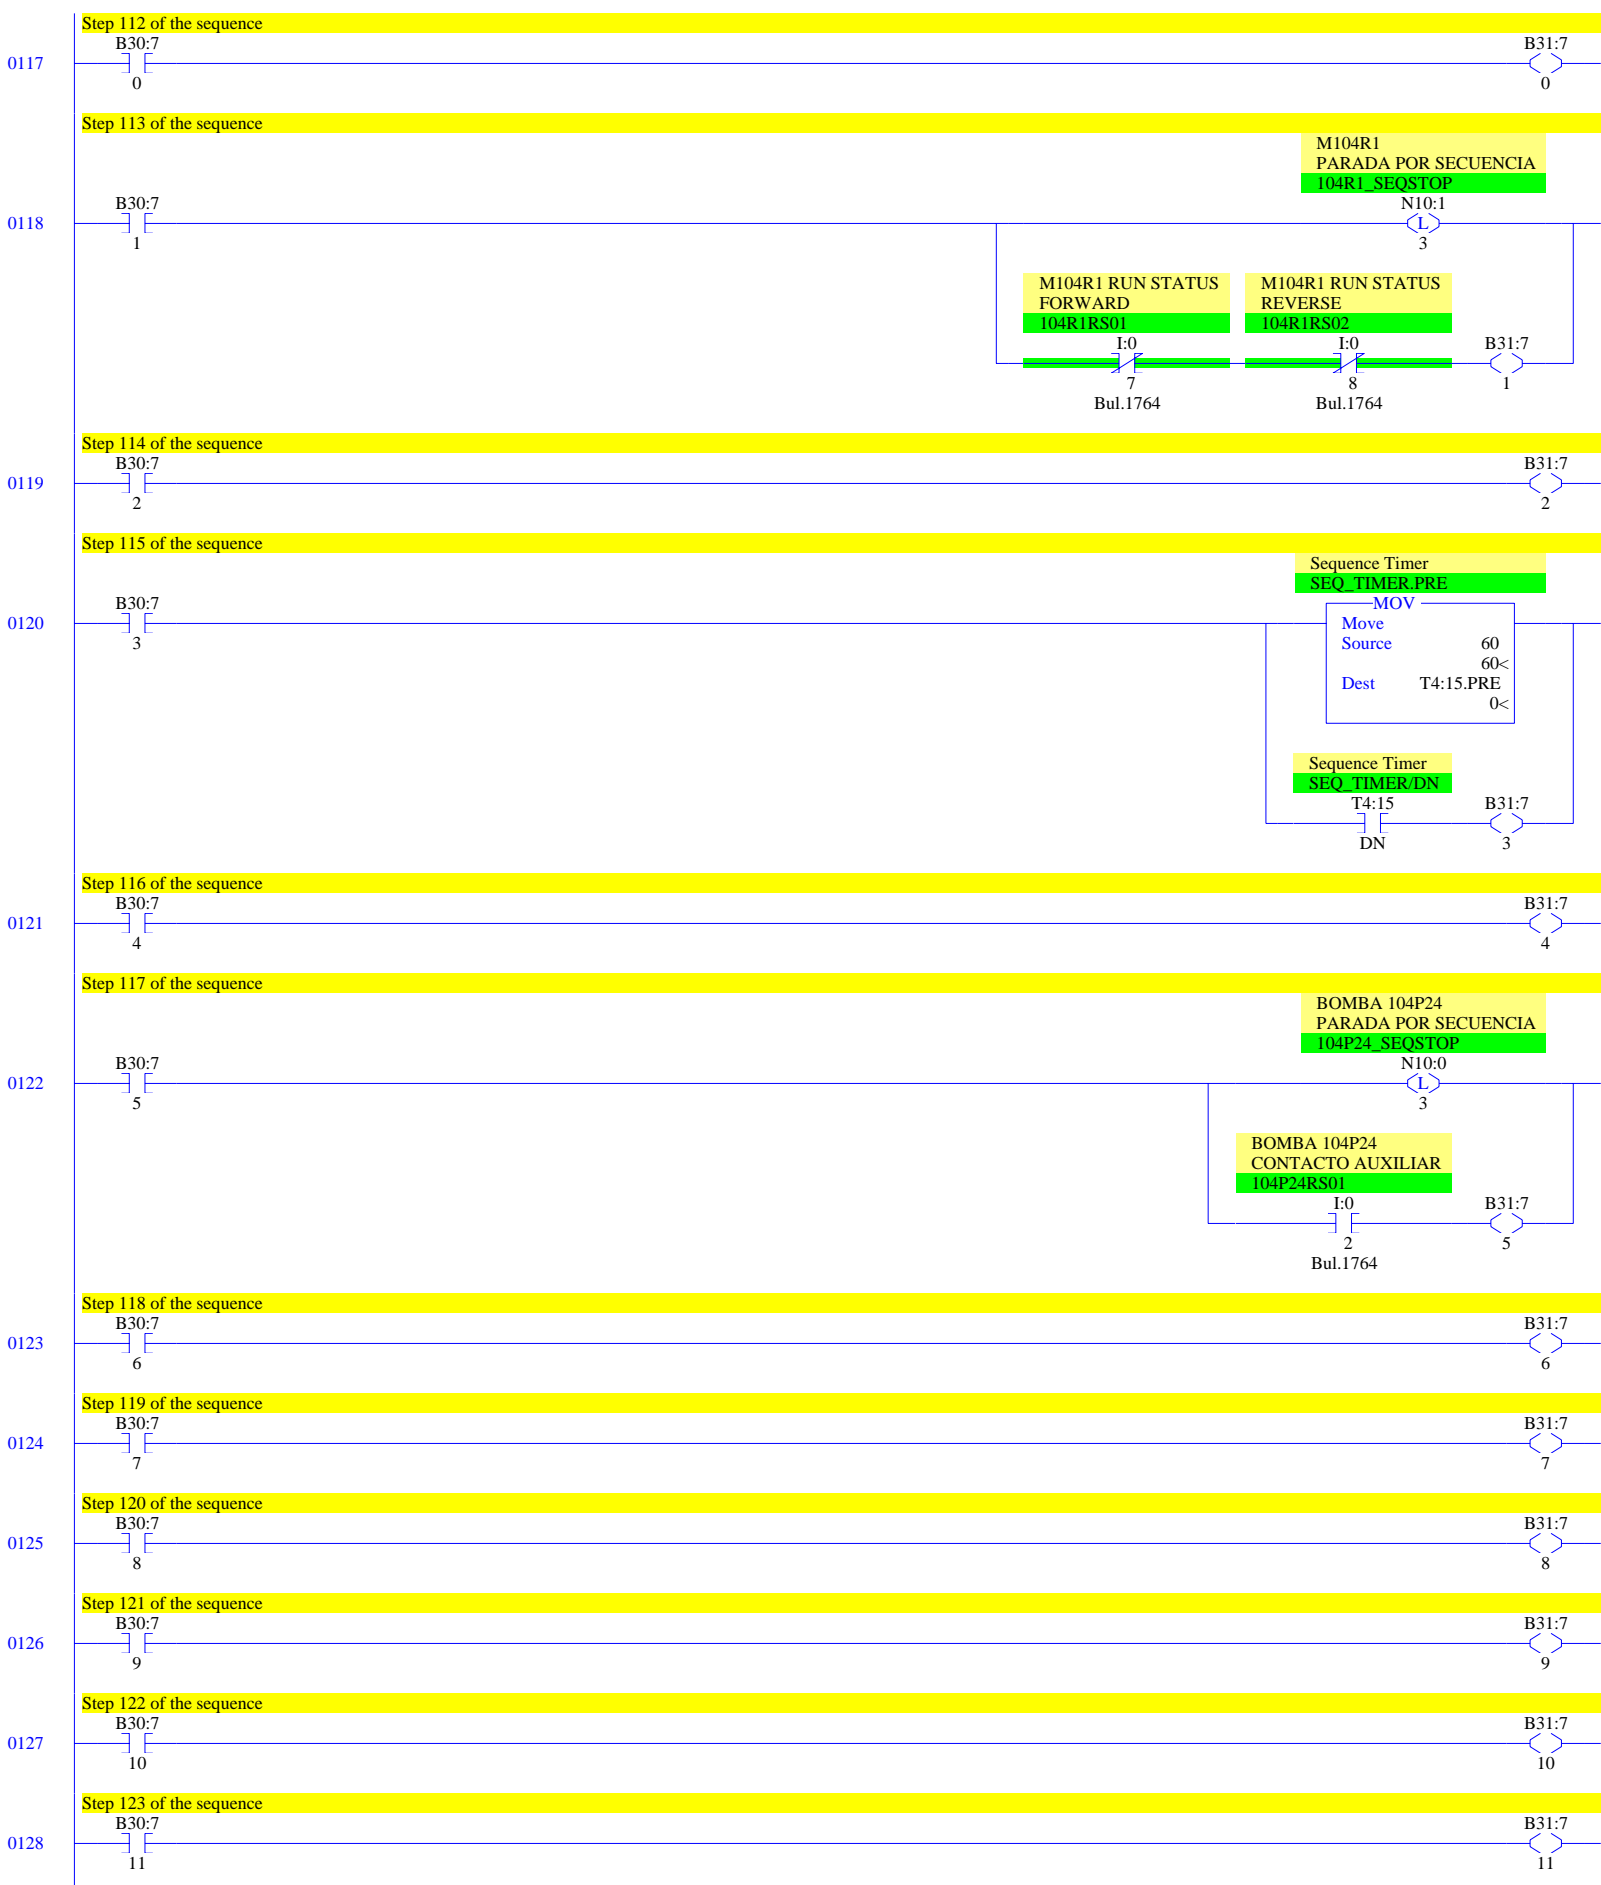 Step 112 of the sequence
B30:7
B31:7
0117
0
0
Step 113 of the sequence
M104R1
PARADA POR SECUENCIA
104R1_SEQSTOP
B30:7
N10:1
0118
L
1
3
M104R1 RUN STATUS
FORWARD
104R1RS01
M104R1 RUN STATUS
REVERSE
104R1RS02
I:0
I:0
B31:7
7
8
1
Bul.1764
Bul.1764
Step 114 of the sequence
B30:7
B31:7
0119
2
2
Step 115 of the sequence
Sequence Timer
SEQ_TIMER.PRE
B30:7
0120
3
MOV
Move
Source 60
60<
Dest T4:15.PRE
0<
Sequence Timer
SEQ_TIMER/DN
T4:15
B31:7
DN
3
Step 116 of the sequence
B30:7
B31:7
0121
4
4
Step 117 of the sequence
BOMBA 104P24
PARADA POR SECUENCIA
104P24_SEQSTOP
B30:7
N10:0
0122
L
5
3
BOMBA 104P24
CONTACTO AUXILIAR
104P24RS01
I:0
B31:7
2
5
Bul.1764
Step 118 of the sequence
B30:7
B31:7
0123
6
6
Step 119 of the sequence
B30:7
B31:7
0124
7
7
Step 120 of the sequence
B30:7
B31:7
0125
8
8
Step 121 of the sequence
B30:7
B31:7
0126
9
9
Step 122 of the sequence
B30:7
B31:7
0127
10
10
Step 123 of the sequence
B30:7
B31:7
0128
11
11